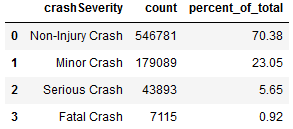 crashSeverity count percent_of_total
0 Non-Injury Crash 546781 70.38
1 Minor Crash 179089 23.05
2 Serious Crash 43893 5.65
3 Fatal Crash 7115 0.92